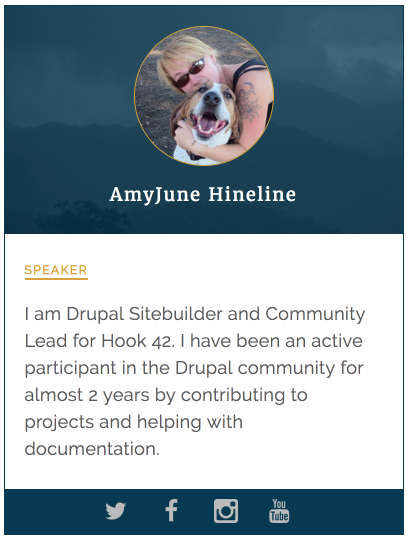 AmyJune Hineline
SPEAKER
I am Drupal Sitebuilder and Community
Lead for Hook 42. I have been an active
participant in the Drupal community for
almost 2 years by contributing to
projects and helping with
documentation.
You
Tube